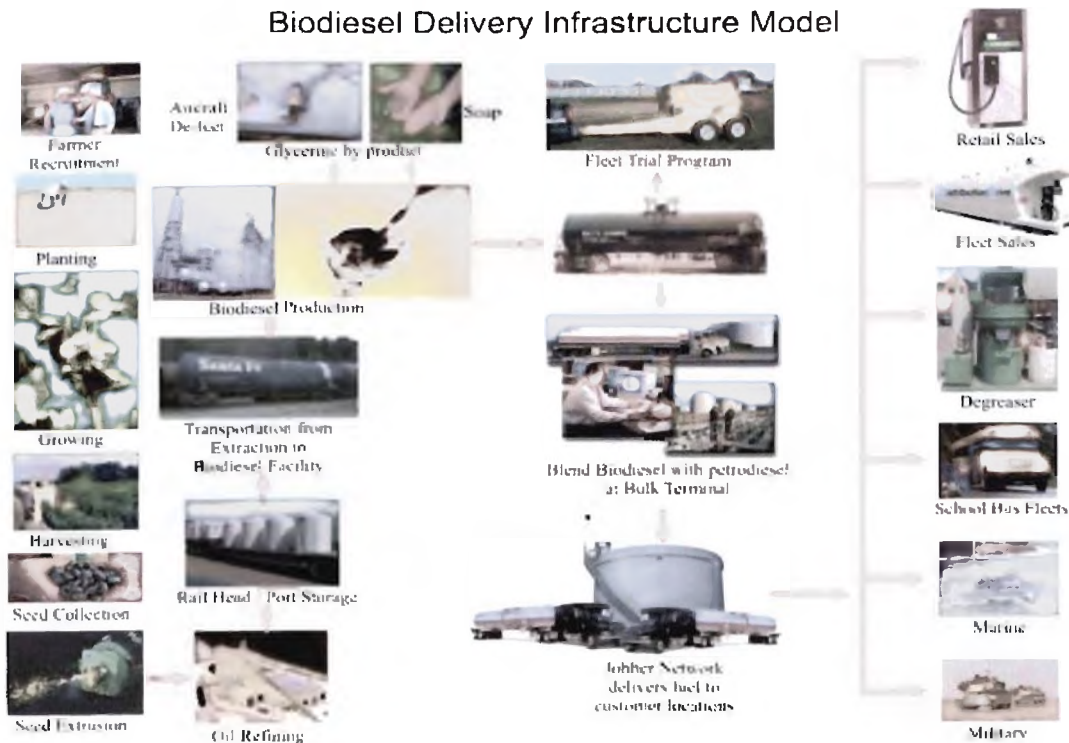 Biodiesel Delivery Infrastructure Model
Farmer
Recruitment
Planting
Growing
Harvesting
Seed Collection
Seed Extrusion
Oil Refining
Rail Head Port Storage
Transportation from
Extraction to
Biodiesel Facility
Biodiesel Production
Aircraft
Soap
Glycerine by product
Santa Fe
Fleet Trial Program
Blend Biodiesel with petrodiesel
at Bulk Terminal
Jobber Network
delivers fuel to
customer locations
Retail Sales
Fleet Sales
Degreaser
School Bus Fleets
Marine
Military